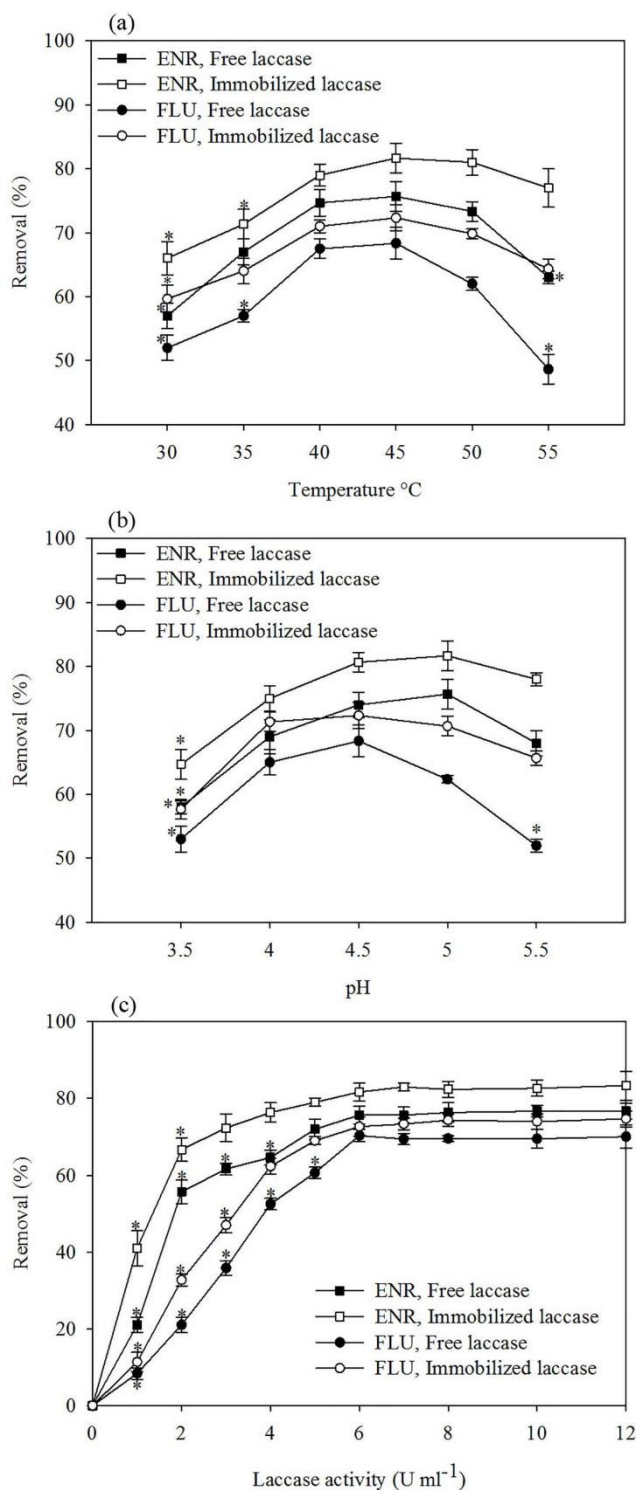 (a)
100
90
80
70
60
50
40
Removal (%)
ENR, Free laccase
ENR, Immobilized laccase
FLU, Free laccase
FLU, Immobilized laccase
* * * * * * * *
30 35 40 45 50 55
Temperature °C
(b)
100
90
80
70
60
50
40
Removal (%)
ENR, Free laccase
ENR, Immobilized laccase
FLU, Free laccase
FLU, Immobilized laccase
* * * * *
3.5 4 4.5 5 5.5
pH
(c)
100
80
60
40
20
0
Removal (%)
* * * * * * * * * * * * * *
ENR, Free laccase
ENR, Immobilized laccase
FLU, Free laccase
FLU, Immobilized laccase
0 2 4 6 8 10 12
Laccase activity (U ml⁻¹)